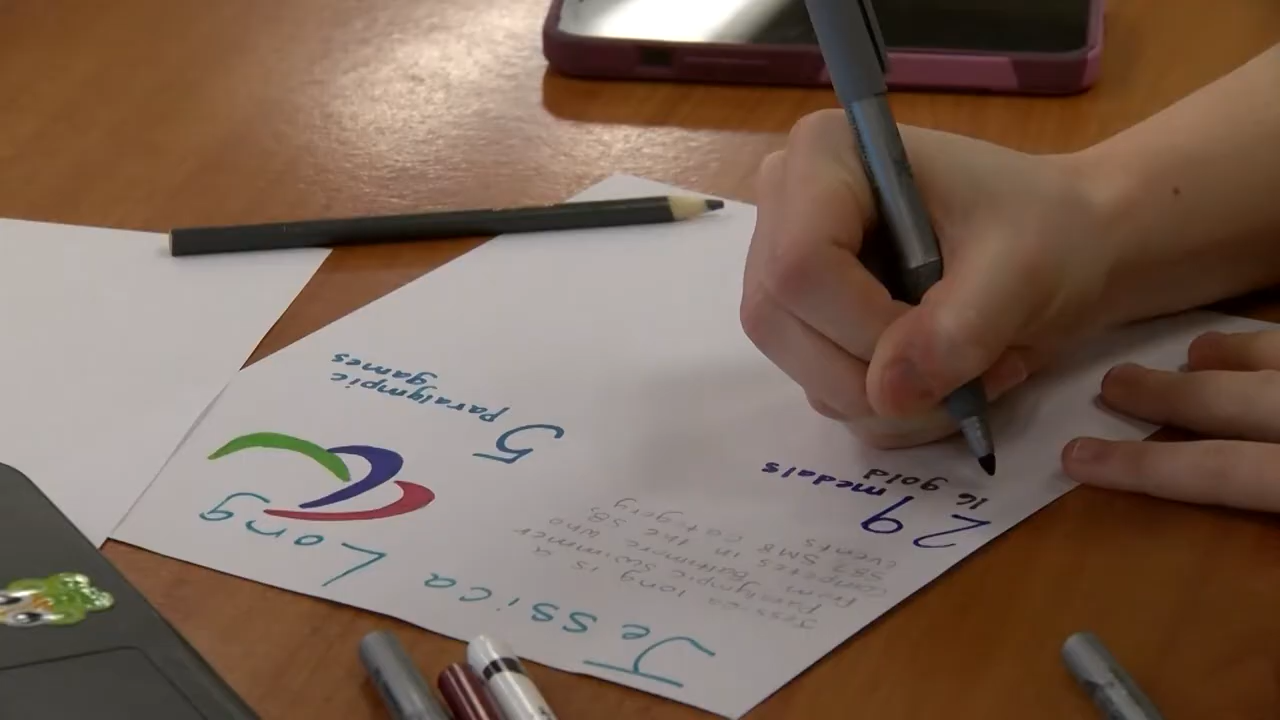 Jessica Long
Jessica long is a
Paralympic swimmer
from Baltimore who
competes in the S8,
SB7 SM8 category,
events
29 medals
16 gold
5 Paralympic
games